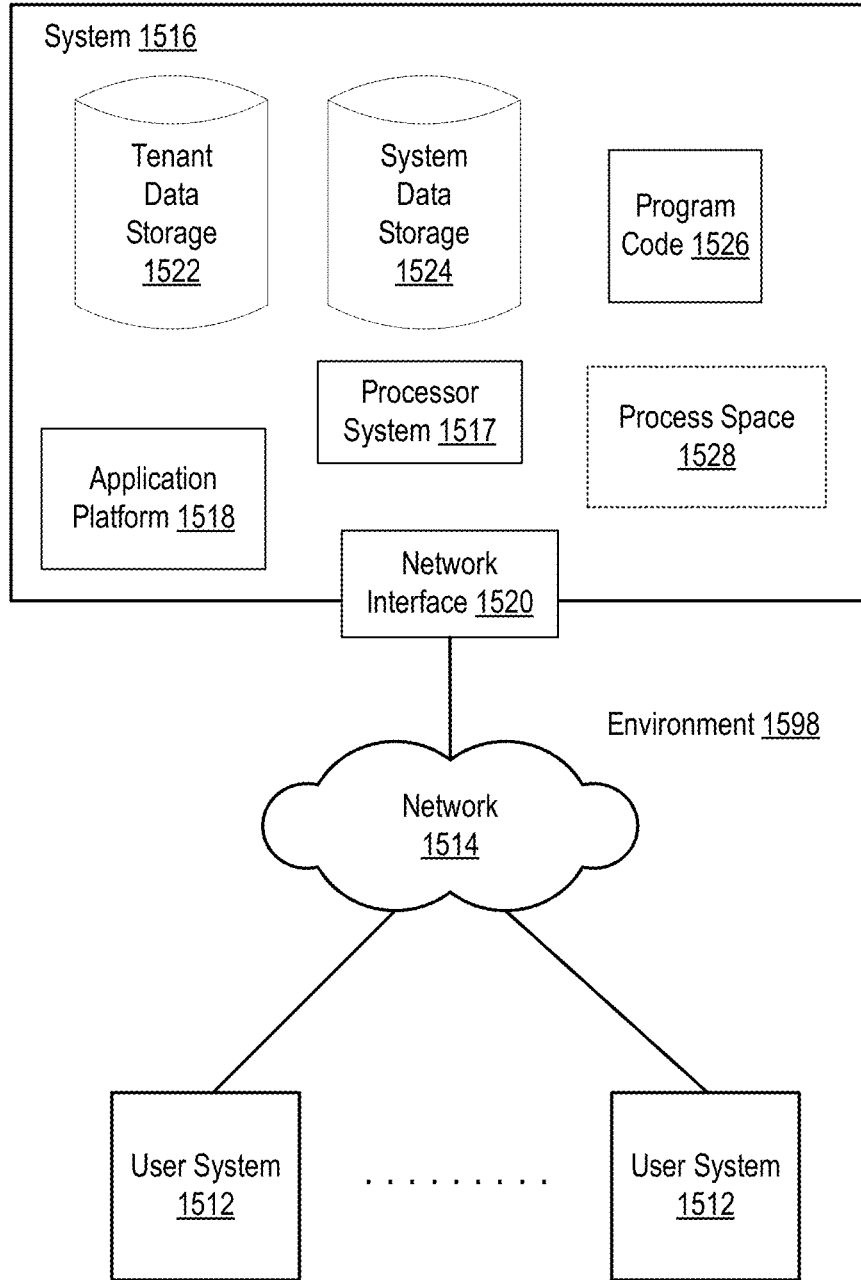 System 1516
Tenant
Data
Storage
1522
System
Data
Storage
1524
Program
Code 1526
Processor
System 1517
Process Space
1528
Application
Platform 1518
Network
Interface 1520
Environment 1598
Network
1514
User System
1512
. . . . . . . . .
User System
1512